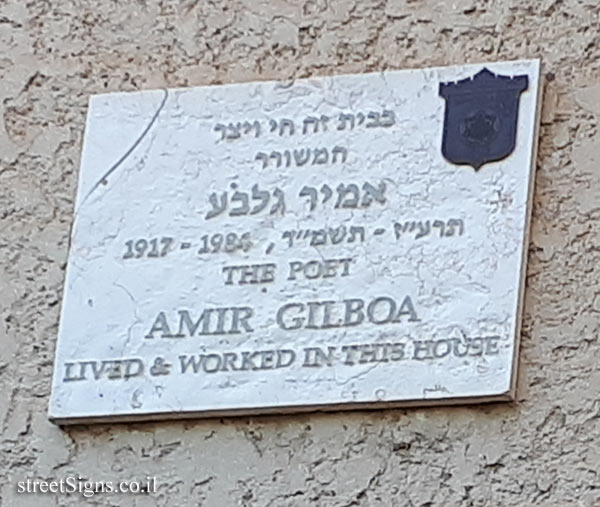 בבית זה חי ויצר
המשורר
אמיר גלבע
תרע״ז - תשמ״ד, 1984 - 1917
THE POET
AMIR GILBOA
LIVED & WORKED IN THIS HOUSE
streetSigns.co.il